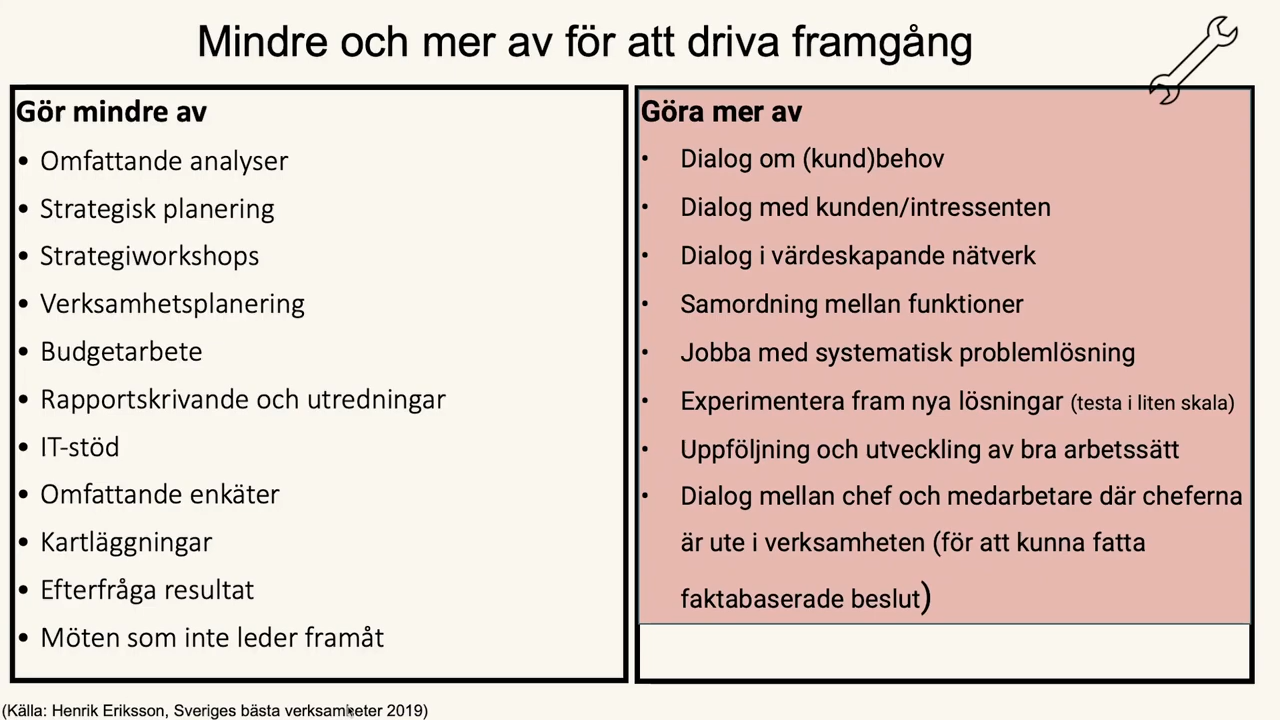 Mindre och mer av för att driva framgång
Gör mindre av
• Omfattande analyser
• Strategisk planering
• Strategiworkshops
• Verksamhetsplanering
• Budgetarbete
• Rapportskrivande och utredningar
• IT-stöd
• Omfattande enkäter
• Kartläggningar
• Efterfråga resultat
• Möten som inte leder framåt
Göra mer av
• Dialog om (kund)behov
• Dialog med kunden/intressenten
• Dialog i värdeskapande nätverk
• Samordning mellan funktioner
• Jobba med systematisk problemlösning
• Experimentera fram nya lösningar (testa i liten skala)
• Uppföljning och utveckling av bra arbetssätt
• Dialog mellan chef och medarbetare där cheferna
är ute i verksamheten (för att kunna fatta
faktabaserade beslut)
(Källa: Henrik Eriksson, Sveriges bästa verksamheter 2019)